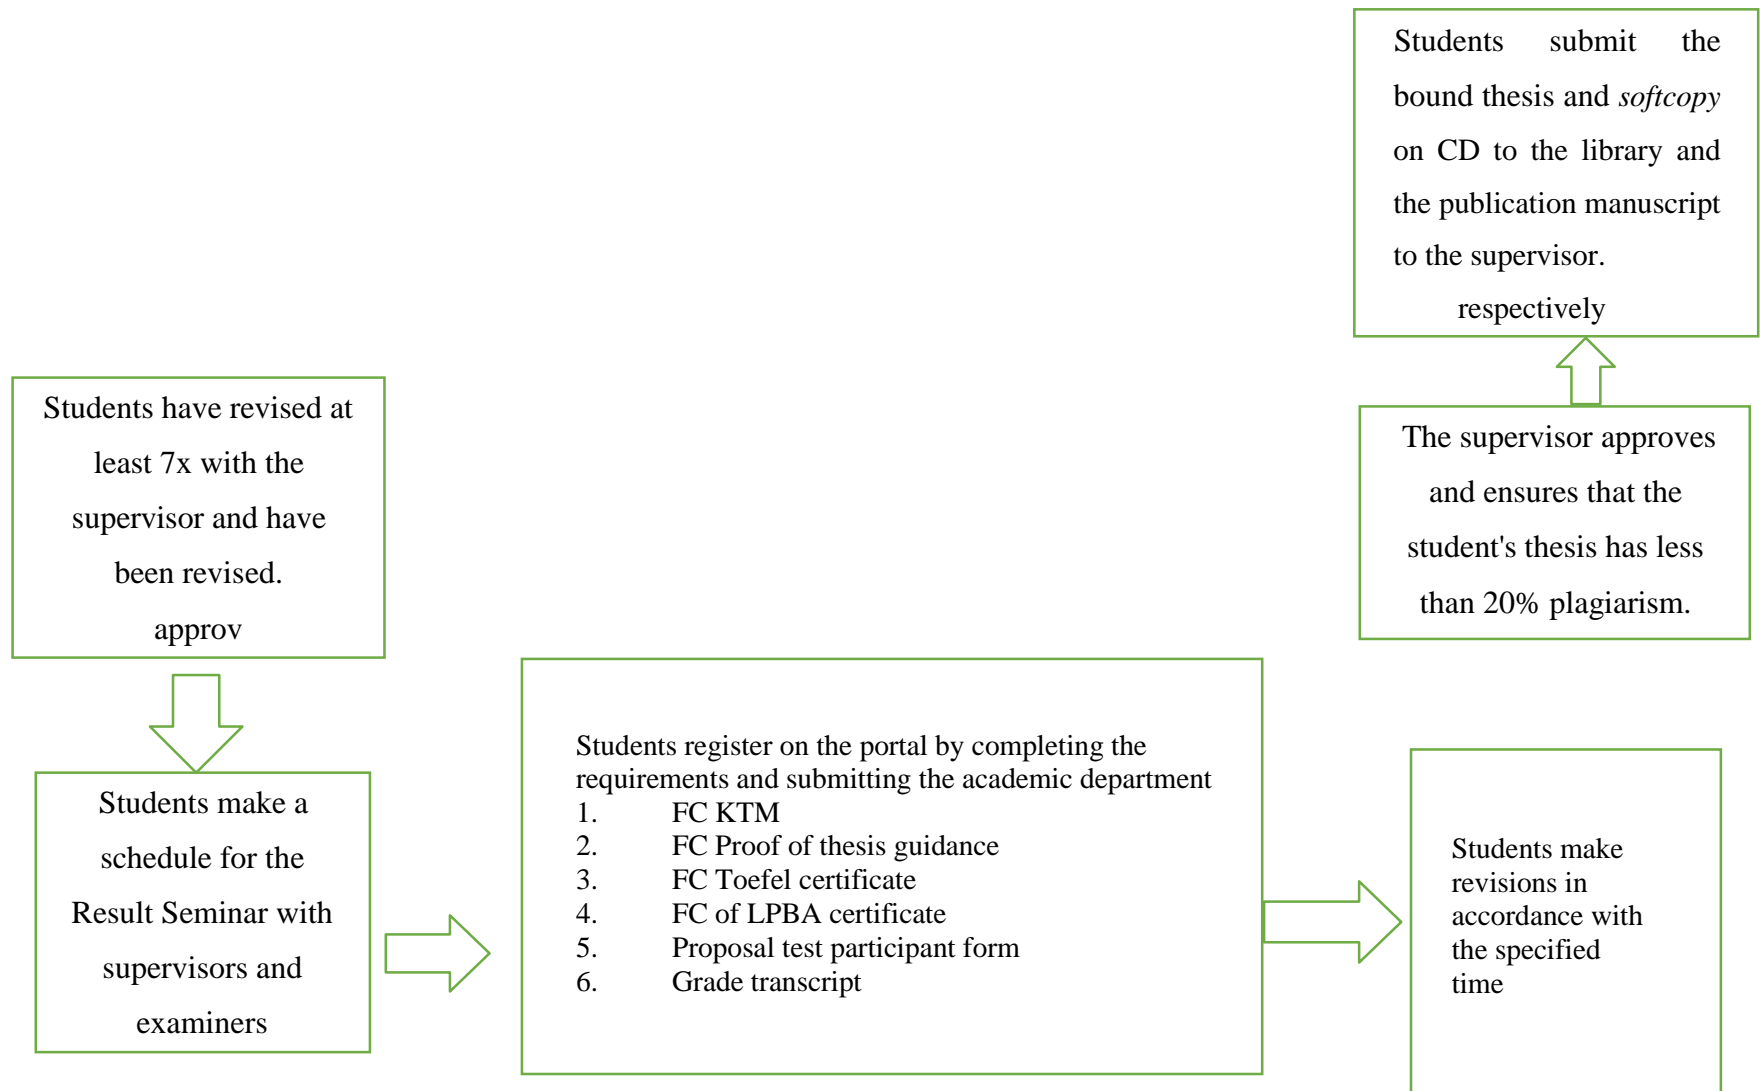 Students have revised at
least 7x with the
supervisor and have
been revised.
approv
Students make a
schedule for the
Result Seminar with
supervisors and
examiners
Students register on the portal by completing the
requirements and submitting the academic department
1. FC KTM
2. FC Proof of thesis guidance
3. FC Toefel certificate
4. FC of LPBA certificate
5. Proposal test participant form
6. Grade transcript
Students make
revisions in
accordance with
the specified
time
The supervisor approves
and ensures that the
student's thesis has less
than 20% plagiarism.
Students submit the
bound thesis and softcopy
on CD to the library and
the publication manuscript
to the supervisor.
respectively